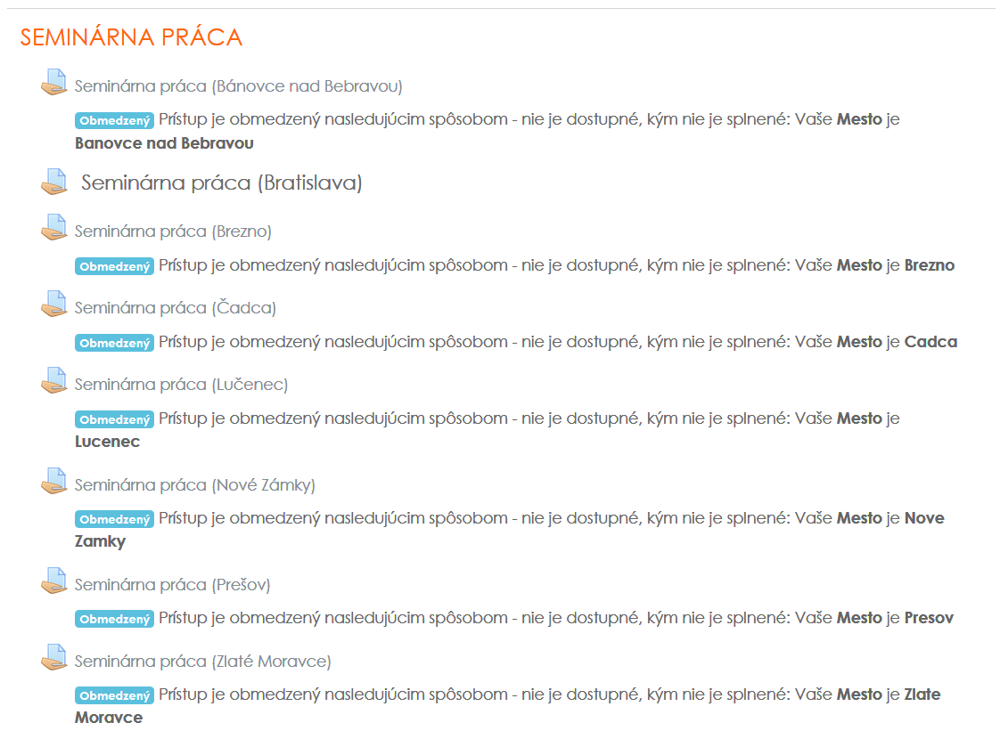 SEMINÁRNA PRÁCA
Seminárna práca (Bánovce nad Bebravou)
Obmedzený Prístup je obmedzený nasledujúcim spôsobom - nie je dostupné, kým nie je splnené: Vaše Mesto je
Banovce nad Bebravou
Seminárna práca (Bratislava)
Seminárna práca (Brezno)
Obmedzený Prístup je obmedzený nasledujúcim spôsobom - nie je dostupné, kým nie je splnené: Vaše Mesto je Brezno
Seminárna práca (Čadca)
Obmedzený Prístup je obmedzený nasledujúcim spôsobom - nie je dostupné, kým nie je splnené: Vaše Mesto je Cadca
Seminárna práca (Lučenec)
Obmedzený Prístup je obmedzený nasledujúcim spôsobom - nie je dostupné, kým nie je splnené: Vaše Mesto je
Lucenec
Seminárna práca (Nové Zámky)
Obmedzený Prístup je obmedzený nasledujúcim spôsobom - nie je dostupné, kým nie je splnené: Vaše Mesto je Nove
Zamky
Seminárna práca (Prešov)
Obmedzený Prístup je obmedzený nasledujúcim spôsobom - nie je dostupné, kým nie je splnené: Vaše Mesto je Presov
Seminárna práca (Zlaté Moravce)
Obmedzený Prístup je obmedzený nasledujúcim spôsobom - nie je dostupné, kým nie je splnené: Vaše Mesto je Zlate
Moravce